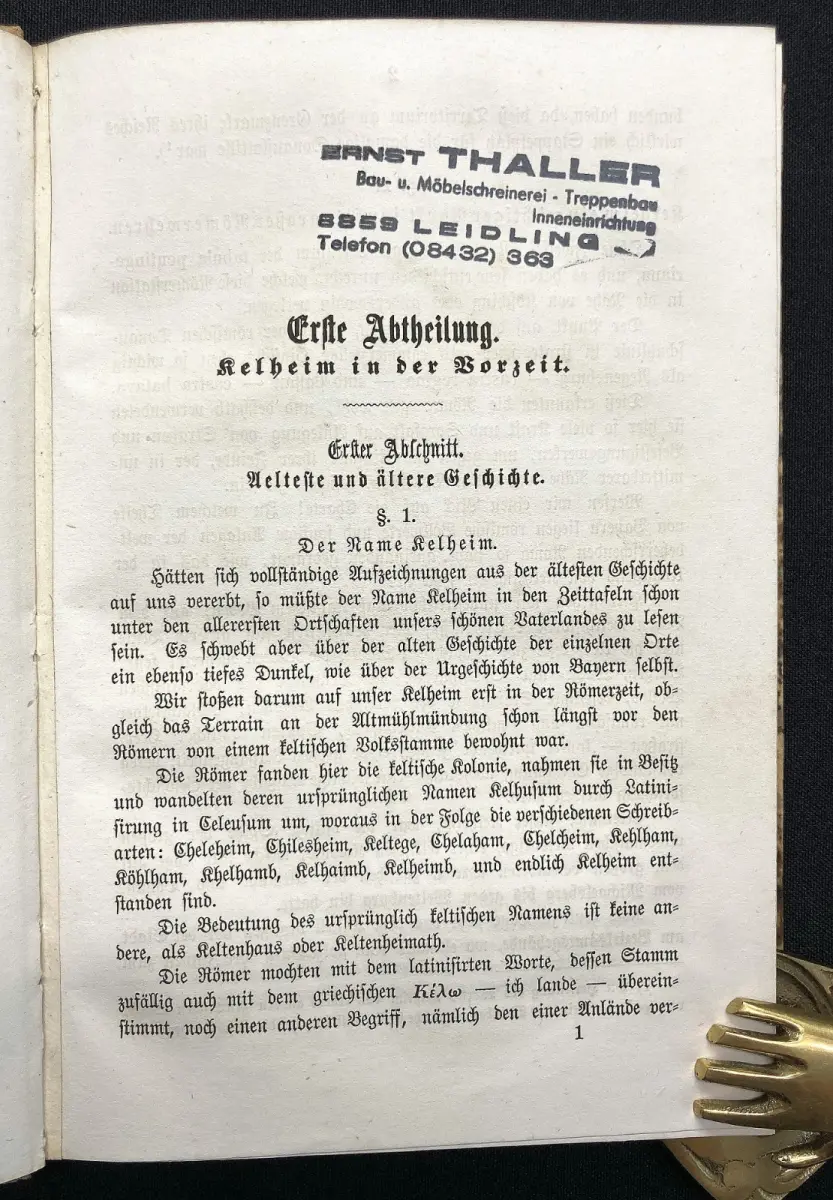 ERNST THALLER
Bau- u. Möbelschreinerei - Treppenbau
Inneneinrichtung
8859 LEIDLING
Telefon (08432) 363
Erste Abtheilung.
Kelheim in der Vorzeit.
Erster Abschnitt.
Aelteste und ältere Geschichte.
§. 1.
Der Name Kelheim.
Hätten sich vollständige Aufzeichnungen aus der ältesten Geschichte
auf uns vererbt, so müßte der Name Kelheim in den Zeittafeln schon
unter den allerersten Ortschaften unsers schönen Vaterlandes zu lesen
sein. Es schwebt aber über der alten Geschichte der einzelnen Orte
ein ebenso tiefes Dunkel, wie über der Urgeschichte von Bayern selbst.
Wir stoßen darum auf unser Kelheim erst in der Römerzeit, ob-
gleich das Terrain an der Altmühlmündung schon längst vor den
Römern von einem keltischen Volksstamme bewohnt war.
Die Römer fanden hier die keltische Kolonie, nahmen sie in Besitz
und wandelten deren ursprünglichen Namen Kelhusum durch Latini-
sirung in Celeusum um, woraus in der Folge die verschiedenen Schreib-
arten: Cheleheim, Chilesheim, Keltege, Chelaham, Chelcheim, Kehlham,
Köhlham, Khelhamb, Kelhaimb, Kelheimb, und endlich Kelheim ent-
standen sind.
Die Bedeutung des ursprünglich keltischen Namens ist keine an-
dere, als Keltenhaus oder Keltenheimath.
Die Römer mochten mit dem latinisirten Worte, dessen Stamm
zufällig auch mit dem griechischen Κέλω — ich lande — überein-
stimmt, noch einen anderen Begriff, nämlich den einer Anlände ver-
1